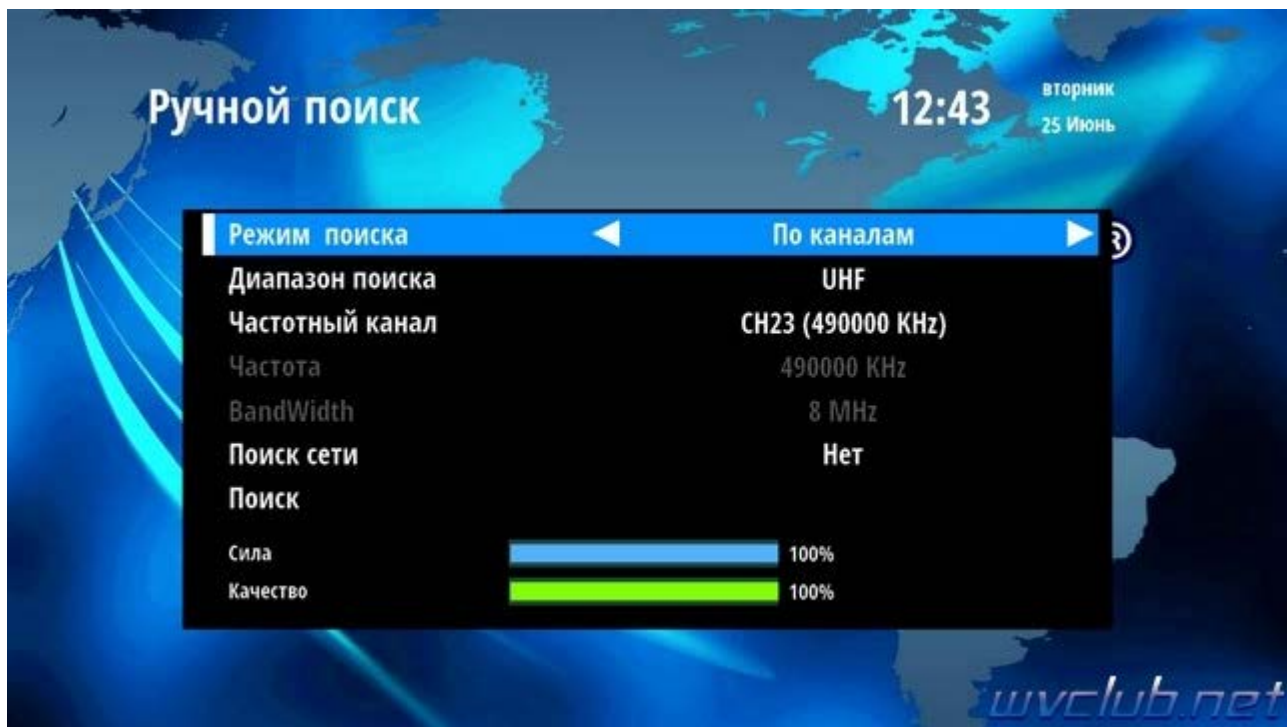 Ручной поиск
12:43
вторник
25 Июнь
Режим поиска По каналам
®
Диапазон поиска UHF
Частотный канал CH23 (490000 KHz)
Частота 490000 KHz
BandWidth 8 MHz
Поиск сети Нет
Поиск
Сила 100%
Качество 100%
wvclub.net